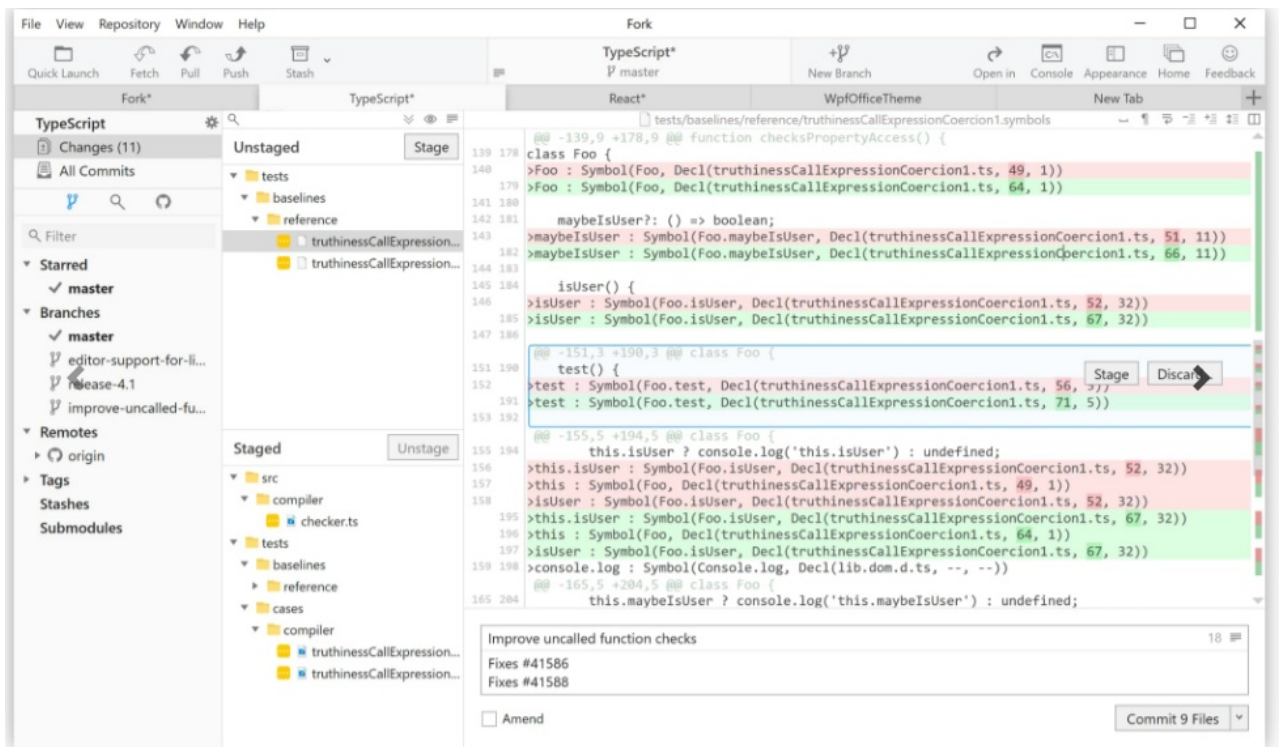 File View Repository Window Help
Fork
Quick Launch
Fetch
Pull
Push
Stash
TypeScript*
master
New Branch
Open in
Console
Appearance
Home
Feedback
Fork*
TypeScript*
React*
WpfOfficeTheme
New Tab
TypeScript
Changes (11)
All Commits
Filter
Starred
master
Branches
master
editor-support-for-li...
release-4.1
improve-uncalled-fu...
Remotes
origin
Tags
Stashes
Submodules
Unstaged
Stage
tests
baselines
reference
truthinessCallExpression...
truthinessCallExpression...
Staged
Unstage
src
compiler
checker.ts
tests
baselines
reference
cases
compiler
truthinessCallExpression...
truthinessCallExpression...
tests/baselines/reference/truthinessCallExpressionCoercion1.symbols
@@ -139,9 +178,9 @@ function checksPropertyAccess() {
139 178 class Foo {
140 >Foo : Symbol(Foo, Decl(truthinessCallExpressionCoercion1.ts, 49, 1))
179 >Foo : Symbol(Foo, Decl(truthinessCallExpressionCoercion1.ts, 64, 1))
141 180
142 181 maybeIsUser?: () => boolean;
143 >maybeIsUser : Symbol(Foo.maybeIsUser, Decl(truthinessCallExpressionCoercion1.ts, 51, 11))
182 >maybeIsUser : Symbol(Foo.maybeIsUser, Decl(truthinessCallExpressionCoercion1.ts, 66, 11))
144 183
145 184 isUser() {
146 >isUser : Symbol(Foo.isUser, Decl(truthinessCallExpressionCoercion1.ts, 52, 32))
185 >isUser : Symbol(Foo.isUser, Decl(truthinessCallExpressionCoercion1.ts, 67, 32))
147 186
@@ -151,3 +190,3 @@ class Foo {
151 190 test() {
Stage
Discard...
152 >test : Symbol(Foo.test, Decl(truthinessCallExpressionCoercion1.ts, 56, 5))
191 >test : Symbol(Foo.test, Decl(truthinessCallExpressionCoercion1.ts, 71, 5))
153 192
@@ -155,5 +194,5 @@ class Foo {
155 194 this.isUser ? console.log('this.isUser') : undefined;
156 >this.isUser : Symbol(Foo.isUser, Decl(truthinessCallExpressionCoercion1.ts, 52, 32))
157 >this : Symbol(Foo, Decl(truthinessCallExpressionCoercion1.ts, 49, 1))
158 >isUser : Symbol(Foo.isUser, Decl(truthinessCallExpressionCoercion1.ts, 52, 32))
195 >this.isUser : Symbol(Foo.isUser, Decl(truthinessCallExpressionCoercion1.ts, 67, 32))
196 >this : Symbol(Foo, Decl(truthinessCallExpressionCoercion1.ts, 64, 1))
197 >isUser : Symbol(Foo.isUser, Decl(truthinessCallExpressionCoercion1.ts, 67, 32))
159 198 >console.log : Symbol(Console.log, Decl(lib.dom.d.ts, --, --))
@@ -165,5 +204,5 @@ class Foo {
165 204 this.maybeIsUser ? console.log('this.maybeIsUser') : undefined;
Improve uncalled function checks
18
Fixes #41586
Fixes #41588
Amend
Commit 9 Files